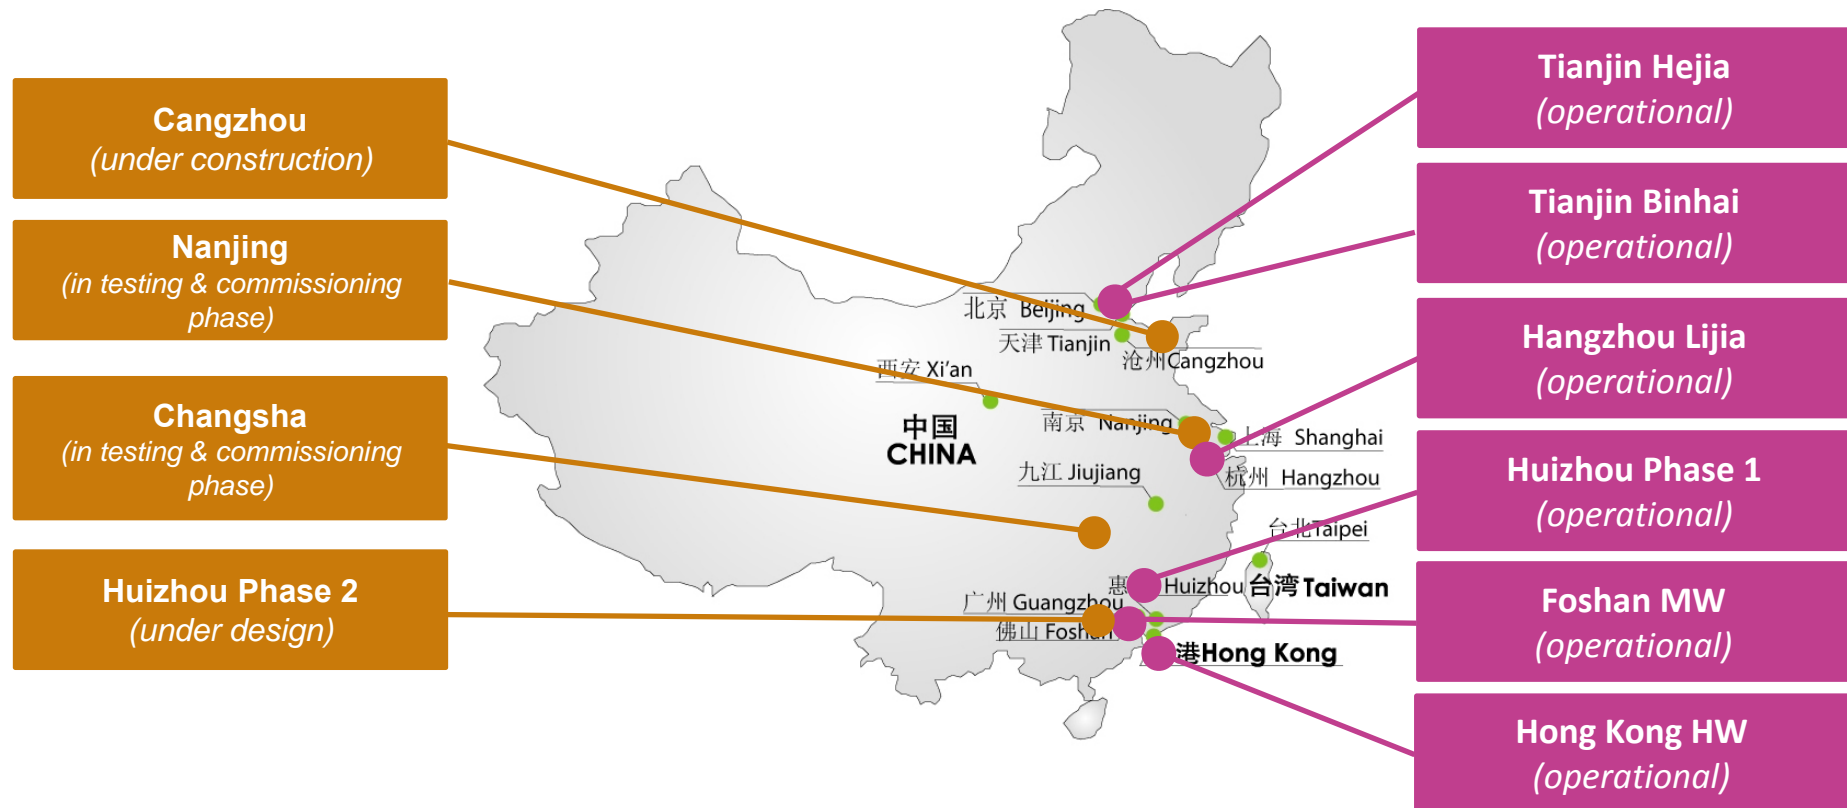 Cangzhou
(under construction)
Nanjing
(in testing & commissioning
phase)
Changsha
(in testing & commissioning
phase)
Huizhou Phase 2
(under design)
北京 Beijing
天津 Tianjin
沧州Cangzhou
西安 Xi'an
中国
CHINA
南京 Nanjing
上海 Shanghai
杭州 Hangzhou
九江 Jiujiang
台北Taipei
惠 Huizhou
台湾 Taiwan
广州 Guangzhou
佛山 Foshan
港Hong Kong
Tianjin Hejia
(operational)
Tianjin Binhai
(operational)
Hangzhou Lijia
(operational)
Huizhou Phase 1
(operational)
Foshan MW
(operational)
Hong Kong HW
(operational)